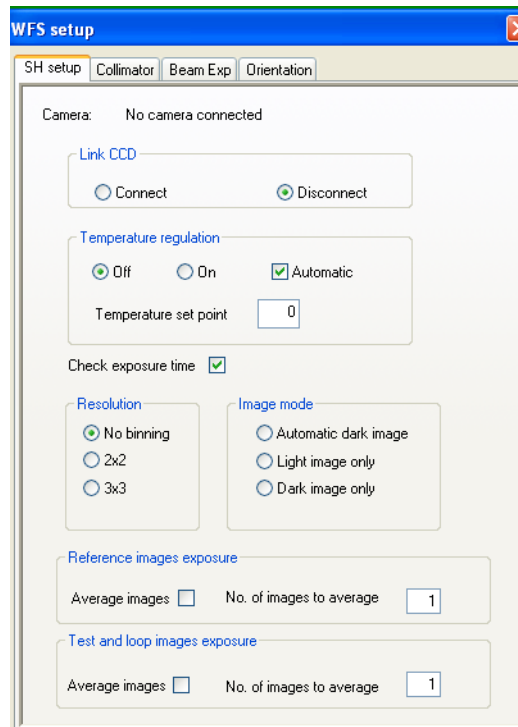 WFS setup
SH setup Collimator Beam Exp Orientation
Camera: No camera connected
Link CCD
Connect Disconnect
Temperature regulation
Off On Automatic
Temperature set point 0
Check exposure time
Resolution Image mode
No binning Automatic dark image
2x2 Light image only
3x3 Dark image only
Reference images exposure
Average images No. of images to average 1
Test and loop images exposure
Average images No. of images to average 1